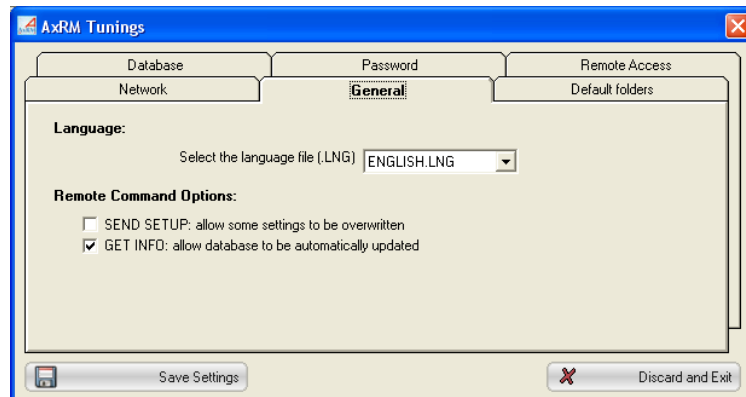 AxRM Tunings
Database Password Remote Access
Network General Default folders
Language:
Select the language file (.LNG) ENGLISH.LNG
Remote Command Options:
SEND SETUP: allow some settings to be overwritten
GET INFO: allow database to be automatically updated
Save Settings Discard and Exit